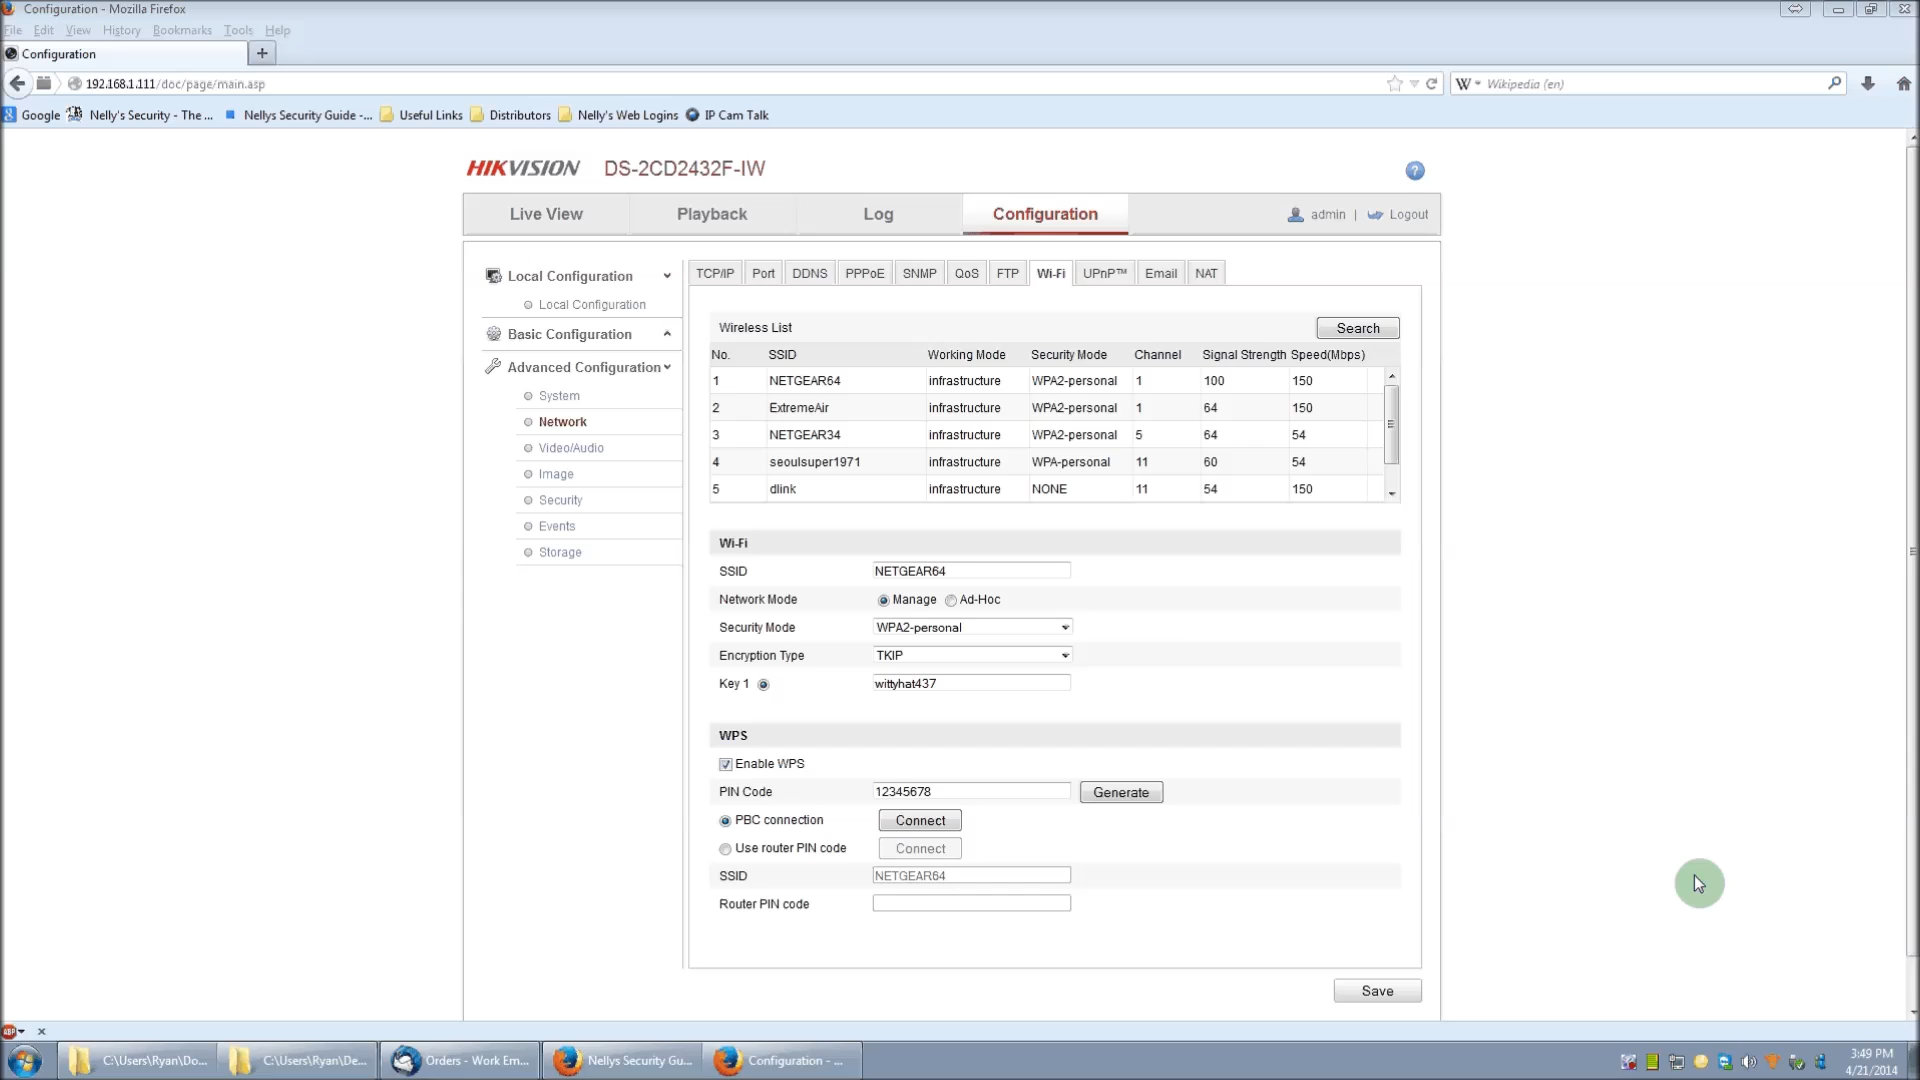 Configuration - Mozilla Firefox
File Edit View History Bookmarks Tools Help
Configuration +
192.168.1.111/doc/page/main.asp W Wikipedia (en)
Google Nelly's Security - The ... Nellys Security Guide -... Useful Links Distributors Nelly's Web Logins IP Cam Talk
HIKVISION DS-2CD2432F-IW ?
Live View Playback Log Configuration admin | Logout
Local Configuration
Local Configuration
Basic Configuration
Advanced Configuration
System
Network
Video/Audio
Image
Security
Events
Storage
TCP/IP Port DDNS PPPoE SNMP QoS FTP Wi-Fi UPnP™ Email NAT
Wireless List Search
No. SSID Working Mode Security Mode Channel Signal Strength Speed(Mbps)
1 NETGEAR64 infrastructure WPA2-personal 1 100 150
2 ExtremeAir infrastructure WPA2-personal 1 64 150
3 NETGEAR34 infrastructure WPA2-personal 5 64 54
4 seoulsuper1971 infrastructure WPA-personal 11 60 54
5 dlink infrastructure NONE 11 54 150
Wi-Fi
SSID NETGEAR64
Network Mode Manage Ad-Hoc
Security Mode WPA2-personal
Encryption Type TKIP
Key 1 wittyhat437
WPS
Enable WPS
PIN Code 12345678 Generate
PBC connection Connect
Use router PIN code Connect
SSID NETGEAR64
Router PIN code
Save
ABP
C:\Users\Ryan\Do... C:\Users\Ryan\De... Orders - Work Em... Nellys Security Gu... Configuration - ...
3:49 PM
4/21/2014